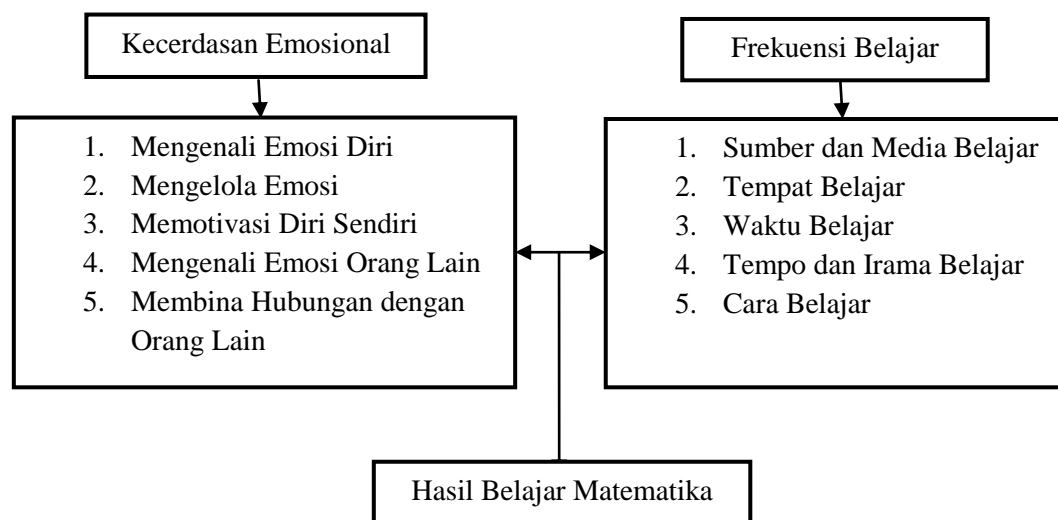 Kecerdasan Emosional
Frekuensi Belajar
1. Mengenali Emosi Diri
2. Mengelola Emosi
3. Memotivasi Diri Sendiri
4. Mengenali Emosi Orang Lain
5. Membina Hubungan dengan
Orang Lain
1. Sumber dan Media Belajar
2. Tempat Belajar
3. Waktu Belajar
4. Tempo dan Irama Belajar
5. Cara Belajar
Hasil Belajar Matematika